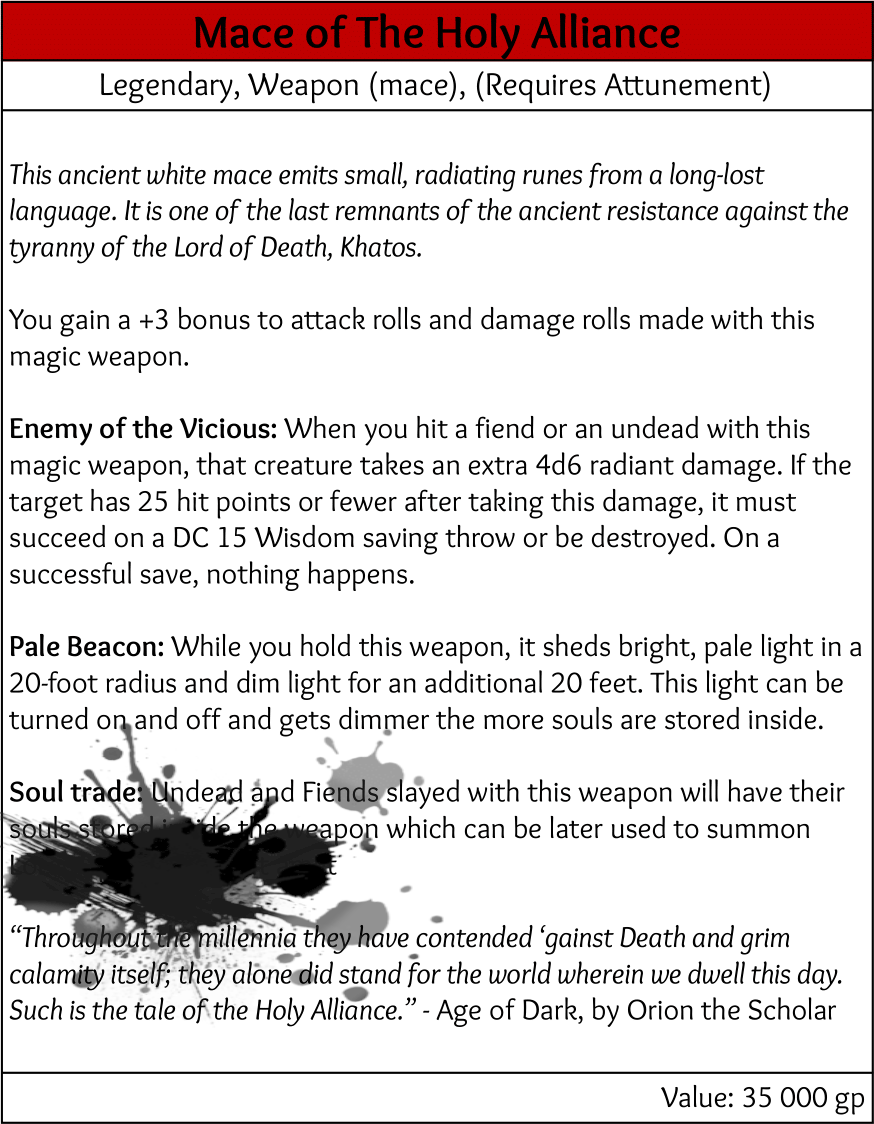 Mace of The Holy Alliance
Legendary, Weapon (mace), (Requires Attunement)
This ancient white mace emits small, radiating runes from a long-lost
language. It is one of the last remnants of the ancient resistance against the
tyranny of the Lord of Death, Khatos.
You gain a +3 bonus to attack rolls and damage rolls made with this
magic weapon.
Enemy of the Vicious: When you hit a fiend or an undead with this
magic weapon, that creature takes an extra 4d6 radiant damage. If the
target has 25 hit points or fewer after taking this damage, it must
succeed on a DC 15 Wisdom saving throw or be destroyed. On a
successful save, nothing happens.
Pale Beacon: While you hold this weapon, it sheds bright, pale light in a
20-foot radius and dim light for an additional 20 feet. This light can be
turned on and off and gets dimmer the more souls are stored inside.
Soul trade: Undead and Fiends slayed with this weapon will have their
souls stored inside the weapon which can be later used to summon
“Throughout the millennia they have contended ‘gainst Death and grim
calamity itself; they alone did stand for the world wherein we dwell this day.
Such is the tale of the Holy Alliance.” - Age of Dark, by Orion the Scholar
Value: 35 000 gp